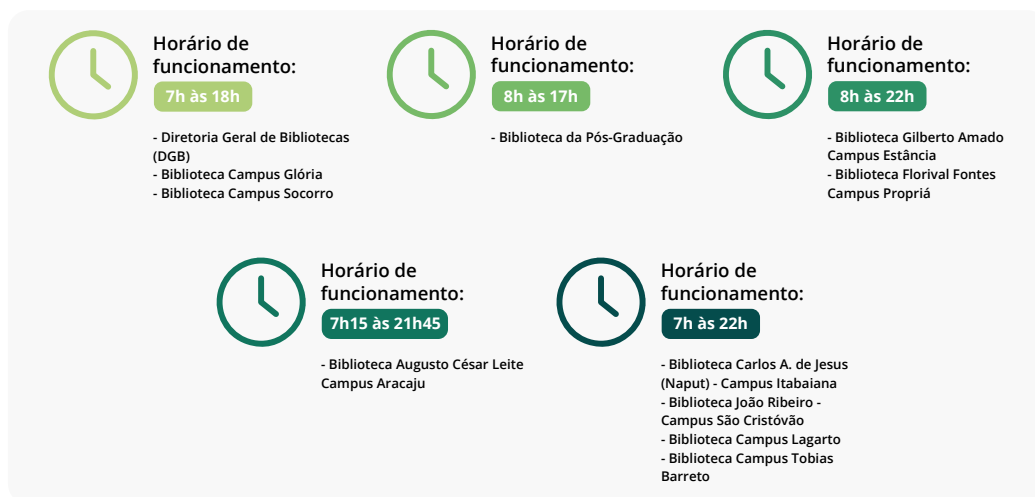 Horário de
funcionamento:
7h às 18h
- Diretoria Geral de Bibliotecas
(DGB)
- Biblioteca Campus Glória
- Biblioteca Campus Socorro
Horário de
funcionamento:
8h às 17h
- Biblioteca da Pós-Graduação
Horário de
funcionamento:
8h às 22h
- Biblioteca Gilberto Amado
Campus Estância
- Biblioteca Florival Fontes
Campus Propriá
Horário de
funcionamento:
7h15 às 21h45
- Biblioteca Augusto César Leite
Campus Aracaju
Horário de
funcionamento:
7h às 22h
- Biblioteca Carlos A. de Jesus
(Naput) - Campus Itabaiana
- Biblioteca João Ribeiro -
Campus São Cristóvão
- Biblioteca Campus Lagarto
- Biblioteca Campus Tobias
Barreto